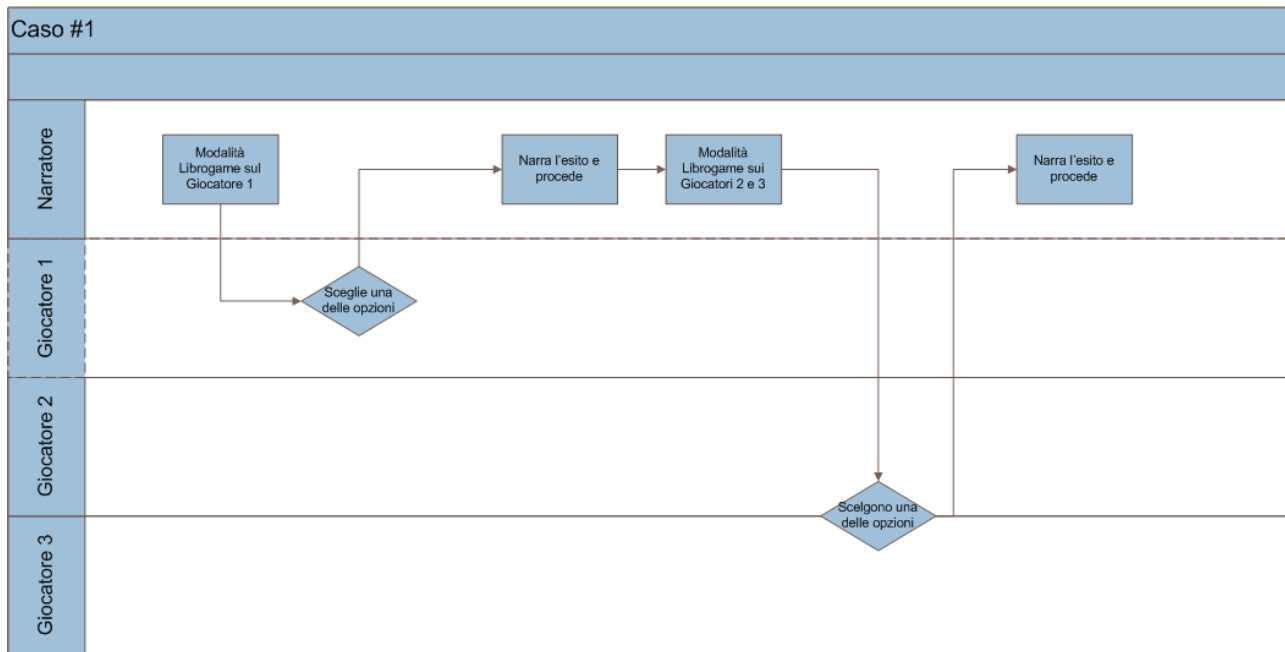 Caso #1
Narratore
Modalità
Librogame sul
Giocatore 1
Narra l'esito e
procede
Modalità
Librogame sui
Giocatori 2 e 3
Narra l'esito e
procede
Giocatore 1
Sceglie una
delle opzioni
Giocatore 2
Scelgono una
delle opzioni
Giocatore 3